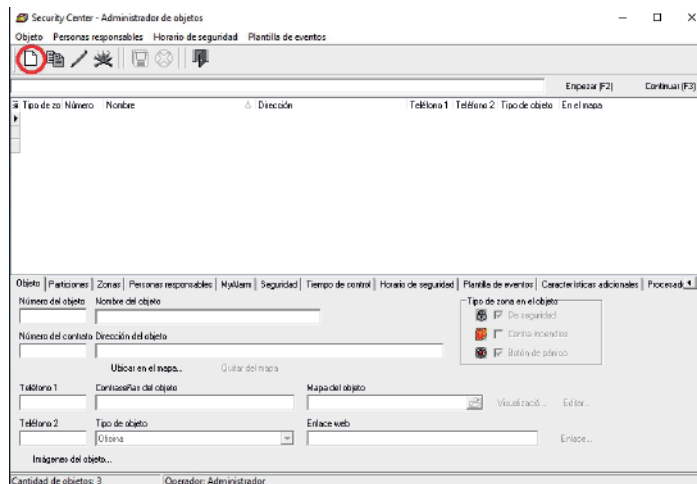 Security Center - Administrador de objetos
Objeto Personas responsables Horario de seguridad Plantilla de eventos
Empezar (F2) Continuar (F3)
Tipo de zo Número Nombre Dirección Teléfono 1 Teléfono 2 Tipo de objeto En el mapa
Objeto Particiones Zonas Personas responsables MyAlarm Seguridad Tiempo de control Horario de seguridad Plantilla de eventos Características adicionales Procesad
Número del objeto Nombre del objeto Tipo de zona en el objeto
De seguridad
Número del contrato Dirección del objeto Contra incendios
Botón de pánico
Ubicar en el mapa... Quitar del mapa
Teléfono 1 Contraseñas del objeto Mapa del objeto
Visualizació... Editar...
Teléfono 2 Tipo de objeto Enlace web
Oficina Enlace...
Imágenes del objeto...
Cantidad de objetos: 3 Operador: Administrador